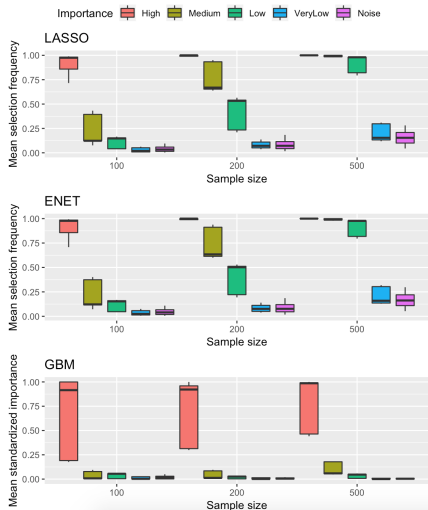 Importance High Medium Low VeryLow Noise
LASSO
Mean selection frequency
1.00
0.75
0.50
0.25
0.00
100 200 500
Sample size
ENET
Mean selection frequency
1.00
0.75
0.50
0.25
0.00
100 200 500
Sample size
GBM
Mean standardized importance
1.00
0.75
0.50
0.25
0.00
100 200 500
Sample size